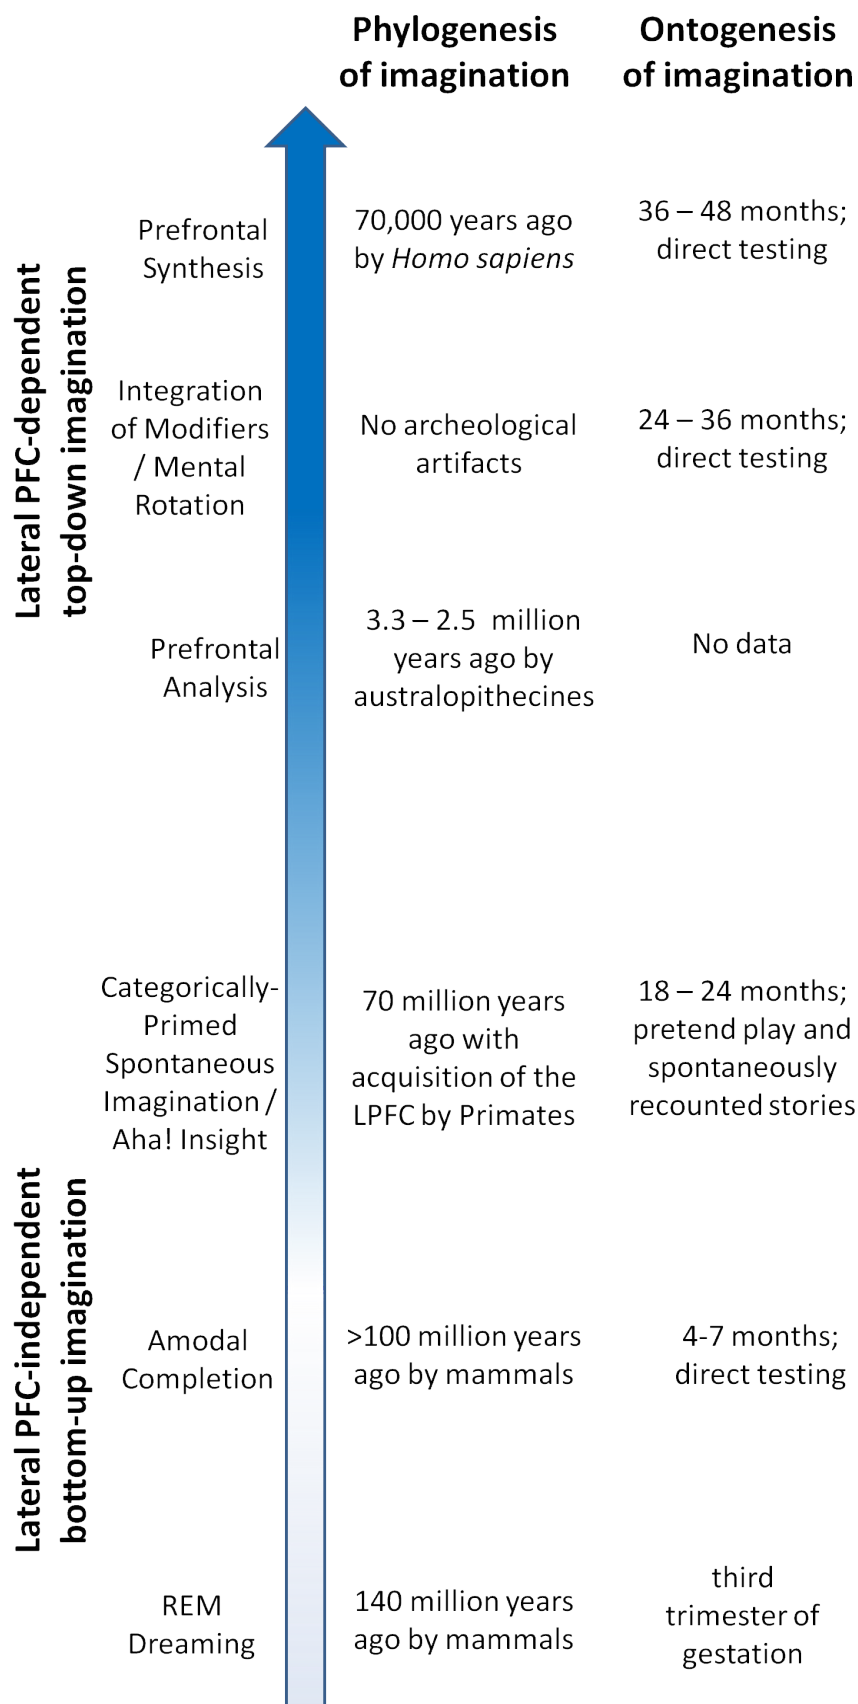 Phylogenesis
of imagination
Ontogenesis
of imagination
Lateral PFC-dependent
top-down imagination
Prefrontal
Synthesis
70,000 years ago
by Homo sapiens
36 – 48 months;
direct testing
Integration
of Modifiers
/ Mental
Rotation
No archeological
artifacts
24 – 36 months;
direct testing
Prefrontal
Analysis
3.3 – 2.5 million
years ago by
australopithecines
No data
Lateral PFC-independent
bottom-up imagination
Categorically-
Primed
Spontaneous
Imagination /
Aha! Insight
70 million years
ago with
acquisition of the
LPFC by Primates
18 – 24 months;
pretend play and
spontaneously
recounted stories
Amodal
Completion
>100 million years
ago by mammals
4-7 months;
direct testing
REM
Dreaming
140 million years
ago by mammals
third
trimester of
gestation